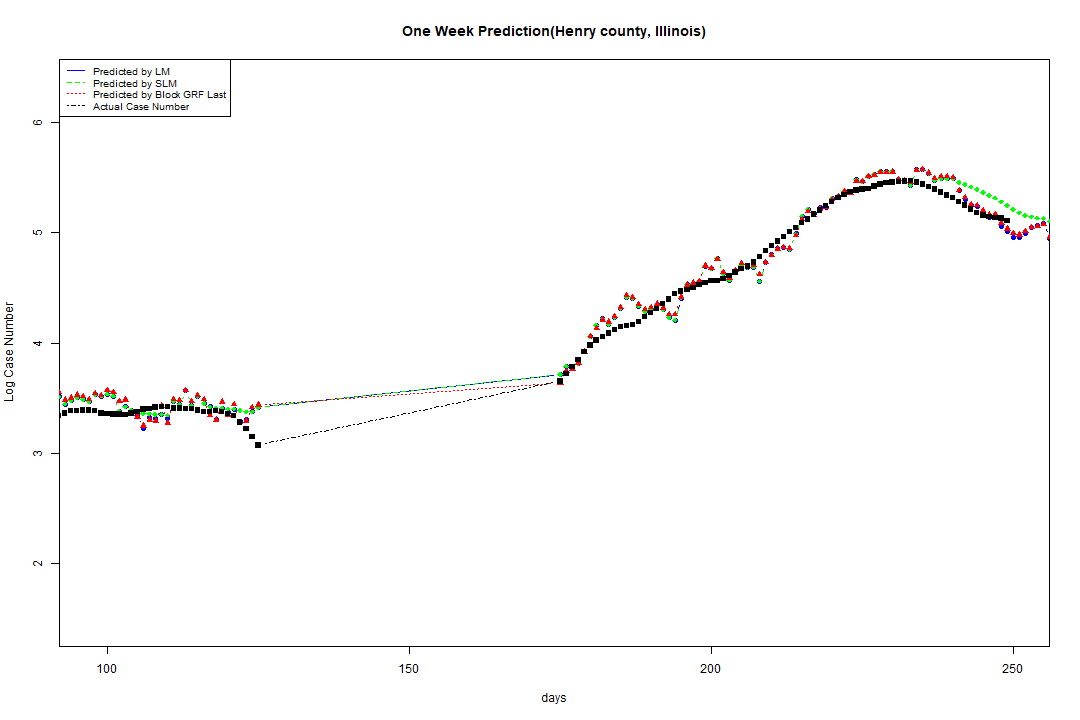 One Week Prediction(Henry county, Illinois)
Predicted by LM
Predicted by SLM
Predicted by Block GRF Last
Actual Case Number
Log Case Number
6
5
4
3
2
100
150
200
250
days